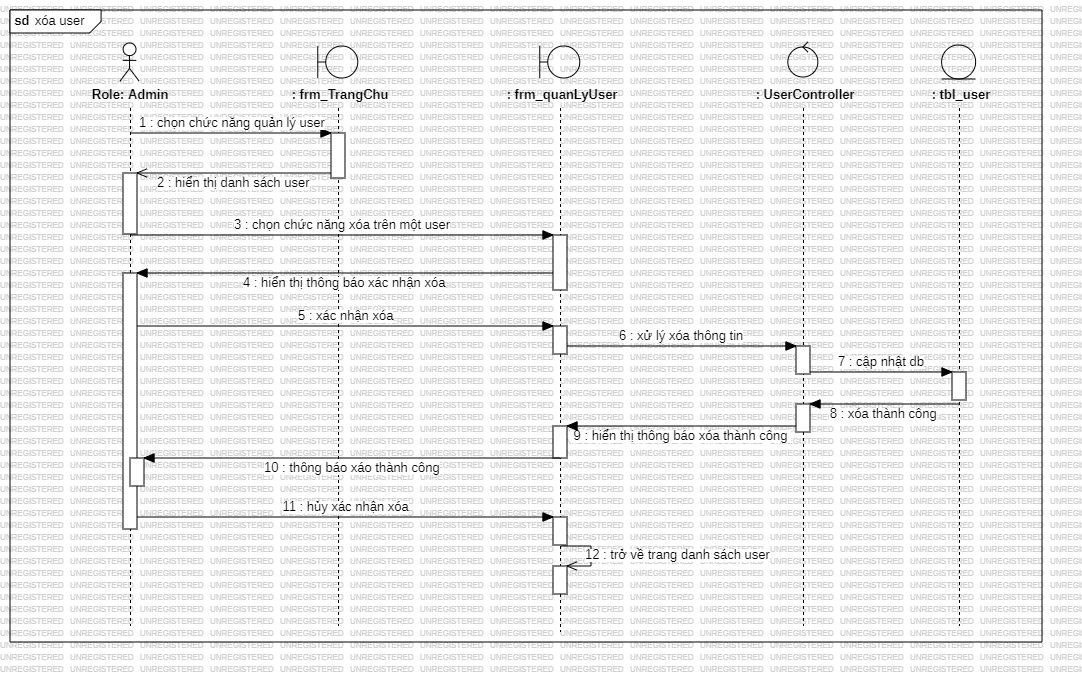 sd xóa user
Role: Admin
: frm_TrangChu
: frm_quanLyUser
: UserController
: tbl_user
1 : chọn chức năng quản lý user
2 : hiển thị danh sách user
3 : chọn chức năng xóa trên một user
4 : hiển thị thông báo xác nhận xóa
5 : xác nhận xóa
6 : xử lý xóa thông tin
7 : cập nhật db
8 : xóa thành công
9 : hiển thị thông báo xóa thành công
10 : thông báo xáo thành công
11 : hủy xác nhận xóa
12 : trở về trang danh sách user
UNREGISTERED